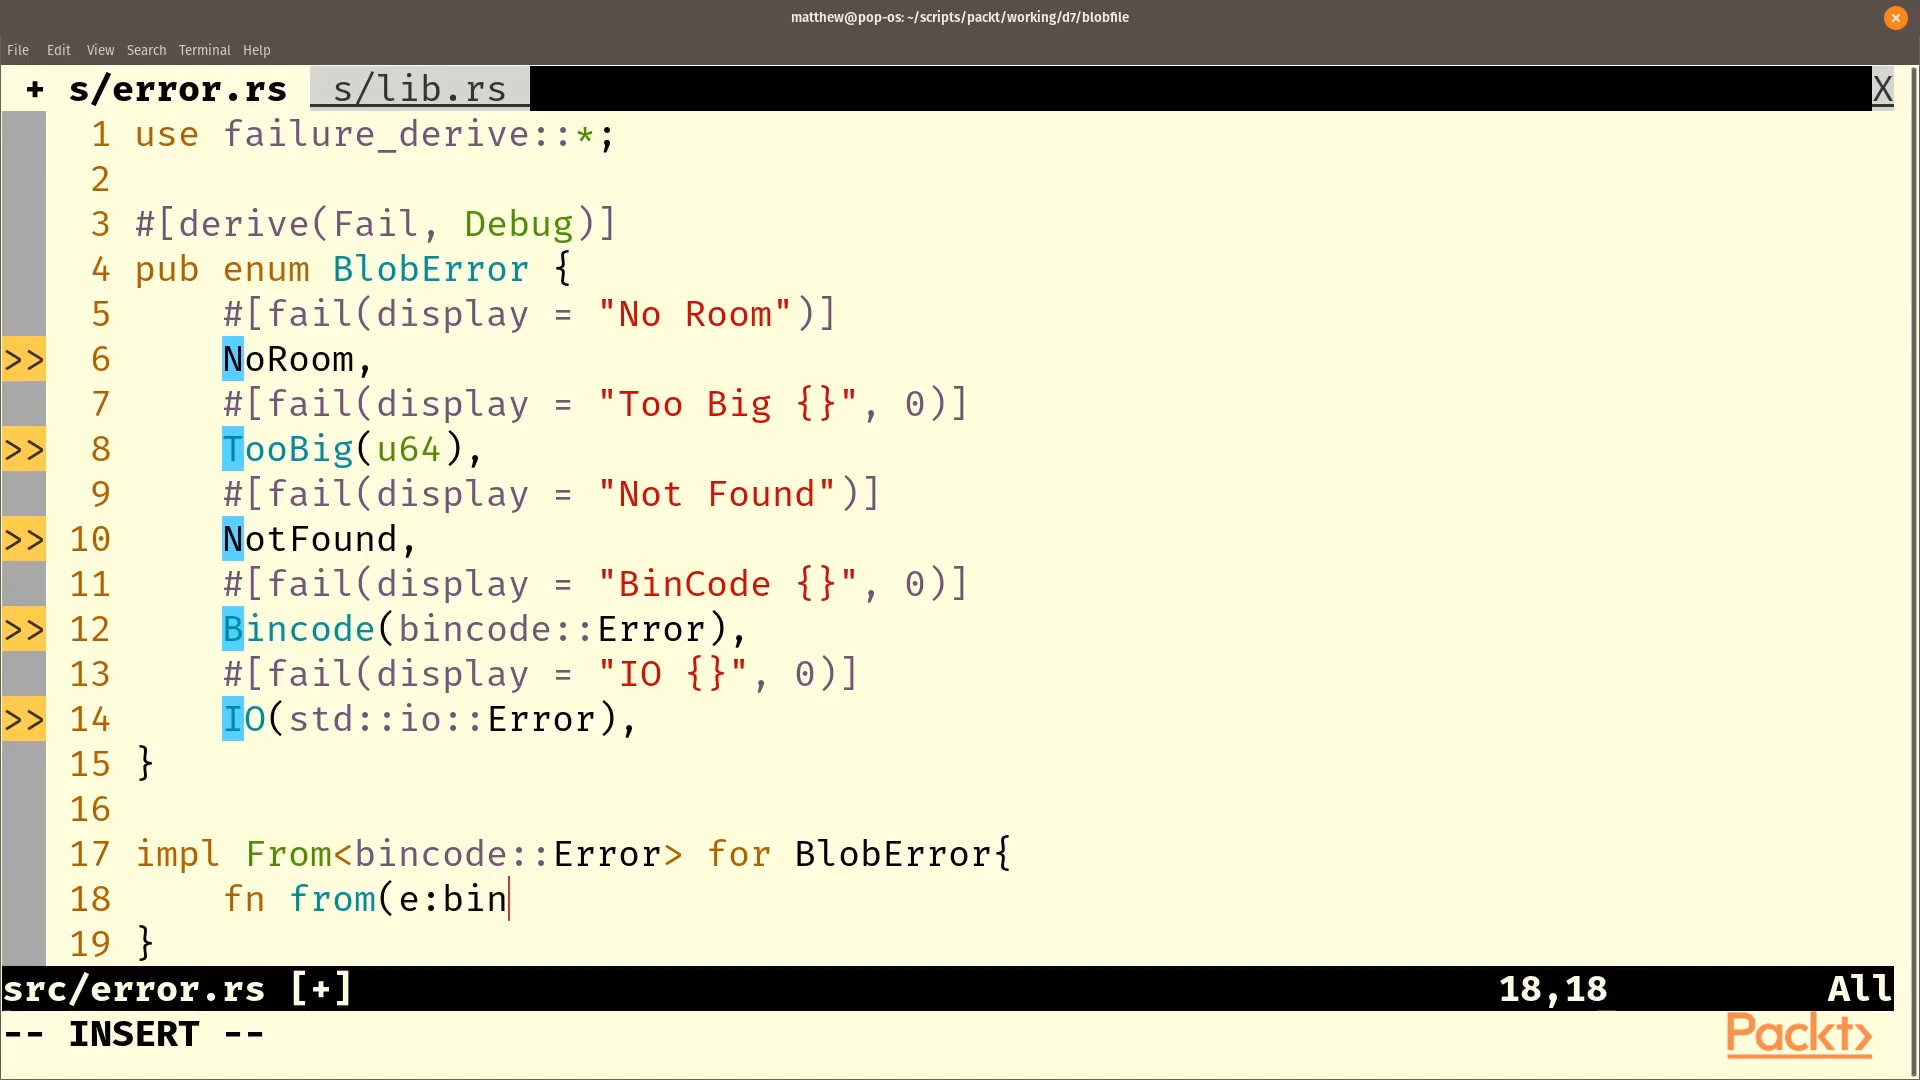 matthew@pop-os: ~/scripts/packt/working/d7/blobfile
File Edit View Search Terminal Help
+ s/error.rs s/lib.rs X
1 use failure_derive::*;
2
3 #[derive(Fail, Debug)]
4 pub enum BlobError {
5     #[fail(display = "No Room")]
>> 6     NoRoom,
7     #[fail(display = "Too Big {}", 0)]
>> 8     TooBig(u64),
9     #[fail(display = "Not Found")]
>> 10     NotFound,
11     #[fail(display = "BinCode {}", 0)]
>> 12     Bincode(bincode::Error),
13     #[fail(display = "IO {}", 0)]
>> 14     IO(std::io::Error),
15 }
16
17 impl From<bincode::Error> for BlobError{
18     fn from(e:bin
19 }
src/error.rs [+] 18,18 All
-- INSERT --
Packt>